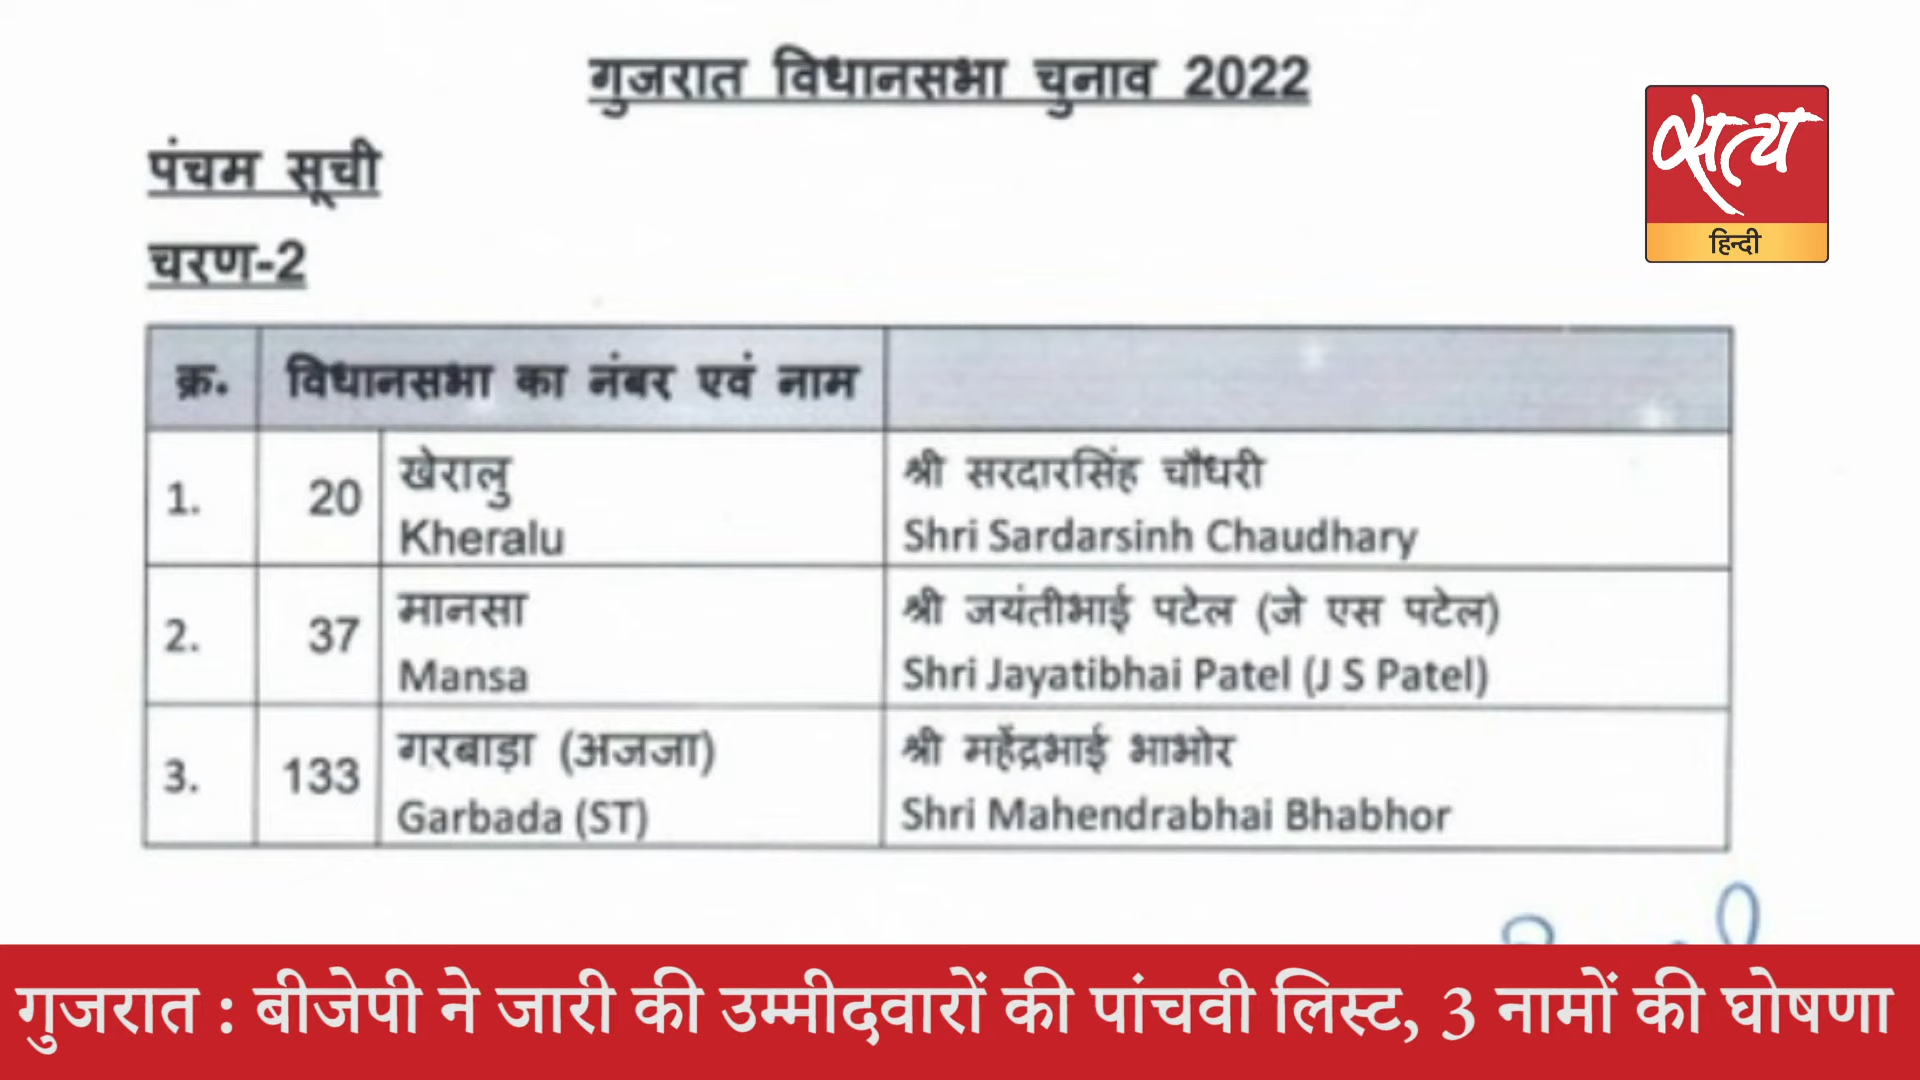 गुजरात विधानसभा चुनाव 2022
सत्य
हिन्दी
पंचम सूची
चरण-2
क्र. विधानसभा का नंबर एवं नाम
1. 20 खेरालु श्री सरदारसिंह चौधरी
Kheralu Shri Sardarsinh Chaudhary
2. 37 मानसा श्री जयंतीभाई पटेल (जे एस पटेल)
Mansa Shri Jayatibhai Patel (J S Patel)
3. 133 गरबाड़ा (अजजा) श्री महेंद्रभाई भाभोर
Garbada (ST) Shri Mahendrabhai Bhabhor
गुजरात : बीजेपी ने जारी की उम्मीदवारों की पांचवी लिस्ट, 3 नामों की घोषणा